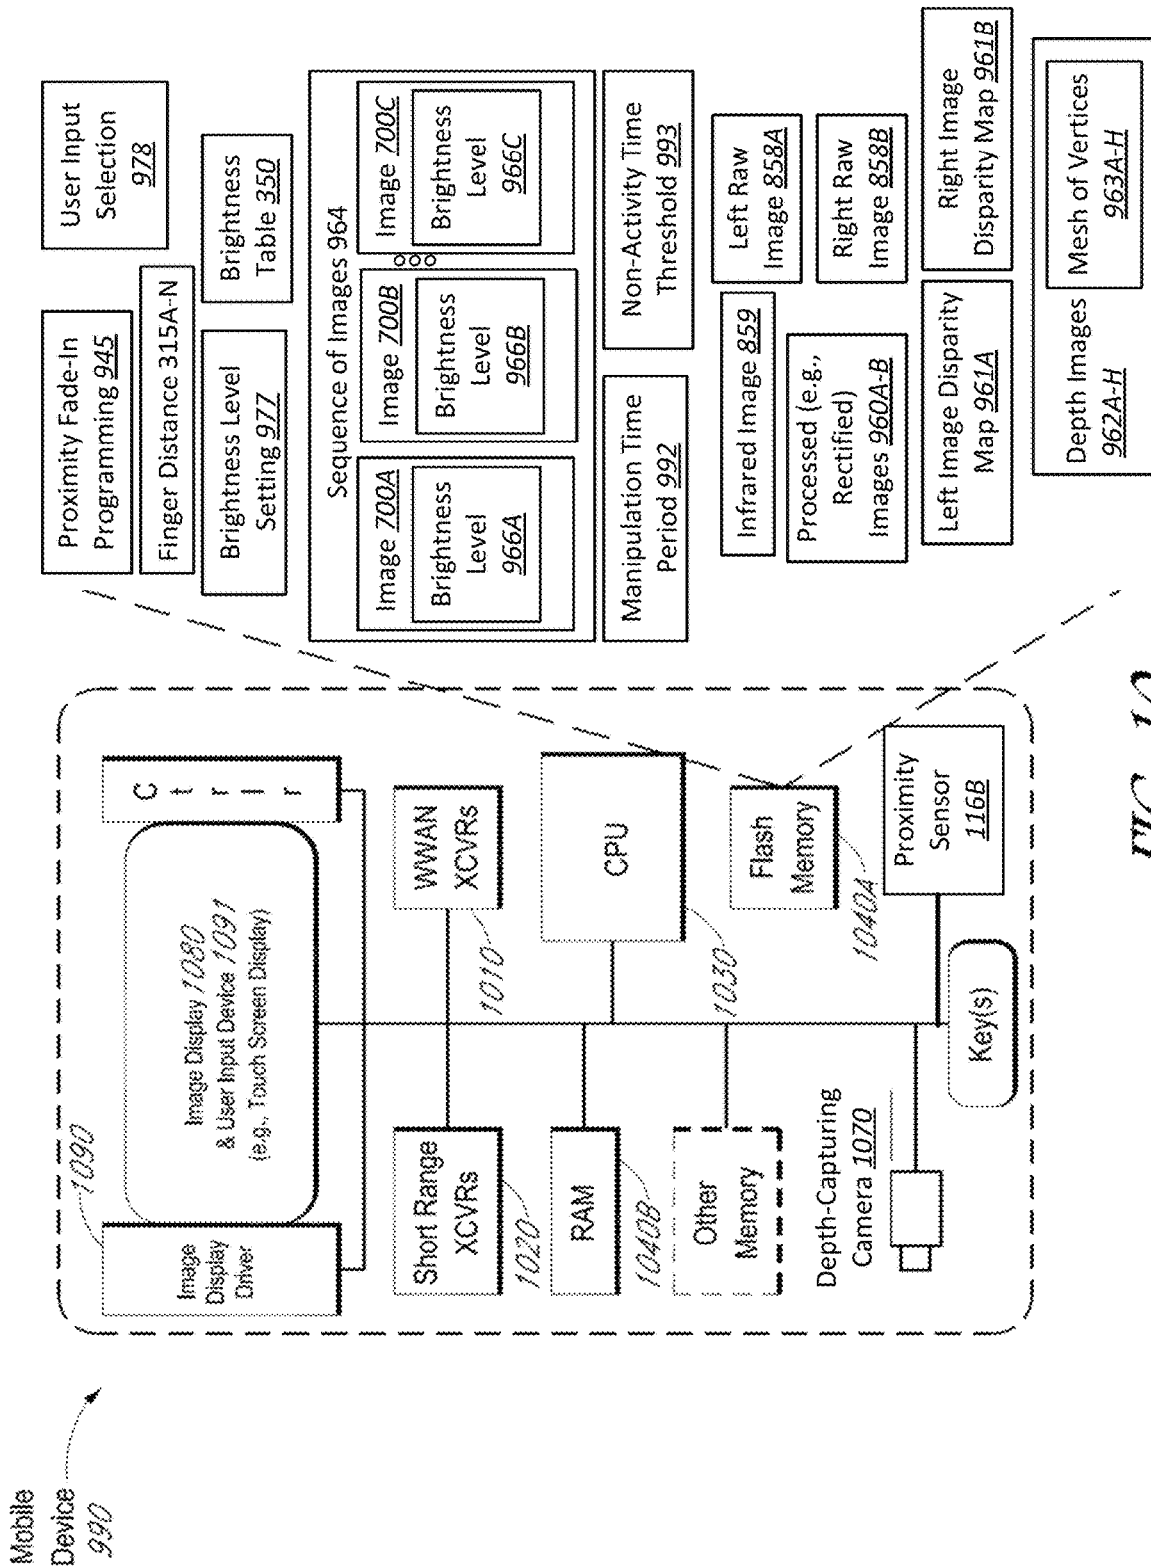 Mobile
Device
990
1090
Image
Display
Driver
Image Display 1080
& User Input Device 1091
(e.g., Touch Screen Display)
C
t
r
l
r
Short Range
XCVRs
1020
WWAN
XCVRs
1010
RAM
1040B
CPU
1030
Other
Memory
Flash
Memory
1040A
Depth-Capturing
Camera 1070
Key(s)
Proximity
Sensor
116B
Proximity Fade-In
Programming 945
User Input
Selection
978
Finger Distance 315A-N
Brightness Level
Setting 977
Brightness
Table 350
Sequence of Images 964
Image 700A
Brightness
Level
966A
Image 700B
Brightness
Level
966B
Image 700C
Brightness
Level
966C
Manipulation Time
Period 992
Non-Activity Time
Threshold 993
Infrared Image 859
Left Raw
Image 858A
Processed (e.g.,
Rectified)
Images 960A-B
Right Raw
Image 858B
Left Image Disparity
Map 961A
Right Image
Disparity Map 961B
Depth Images
962A-H
Mesh of Vertices
963A-H